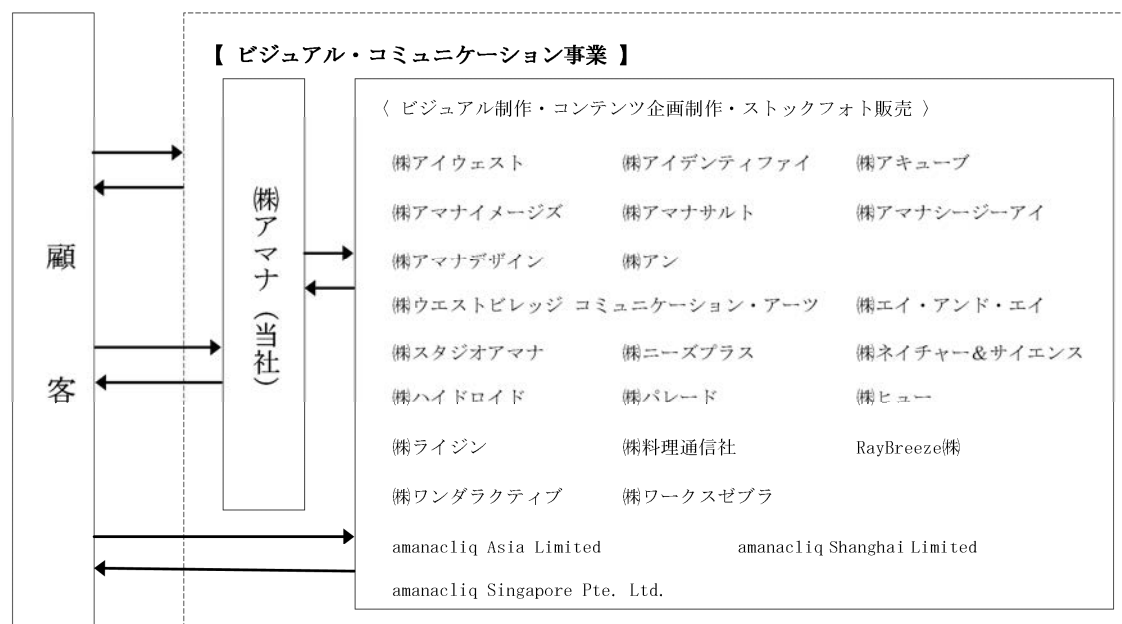 【 ビジュアル・コミュニケーション事業 】
顧客
㈱アマナ（当社）
〈 ビジュアル制作・コンテンツ企画制作・ストックフォト販売 〉
㈱アイウェスト ㈱アイデンティファイ ㈱アキューブ
㈱アマナイメージズ ㈱アマナサルト ㈱アマナシージーアイ
㈱アマナデザイン ㈱アン
㈱ウエストビレッジ コミュニケーション・アーツ ㈱エイ・アンド・エイ
㈱スタジオアマナ ㈱ニーズプラス ㈱ネイチャー＆サイエンス
㈱ハイドロイド ㈱パレード ㈱ヒュー
㈱ライジン ㈱料理通信社 RayBreeze㈱
㈱ワンダラクティブ ㈱ワークスゼブラ
amanacliq Asia Limited amanacliq Shanghai Limited
amanacliq Singapore Pte. Ltd.